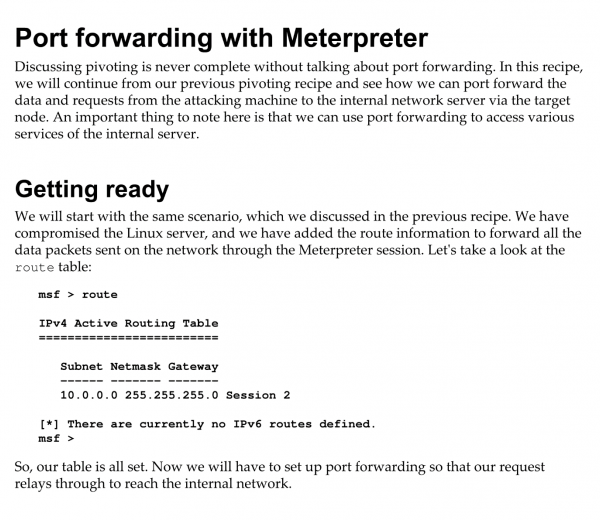 Port forwarding with Meterpreter
Discussing pivoting is never complete without talking about port forwarding. In this recipe,
we will continue from our previous pivoting recipe and see how we can port forward the
data and requests from the attacking machine to the internal network server via the target
node. An important thing to note here is that we can use port forwarding to access various
services of the internal server.
Getting ready
We will start with the same scenario, which we discussed in the previous recipe. We have
compromised the Linux server, and we have added the route information to forward all the
data packets sent on the network through the Meterpreter session. Let's take a look at the
route table:
msf > route
IPv4 Active Routing Table
=========================
Subnet Netmask Gateway
------ ------- -------
10.0.0.0 255.255.255.0 Session 2
[*] There are currently no IPv6 routes defined.
msf >
So, our table is all set. Now we will have to set up port forwarding so that our request
relays through to reach the internal network.